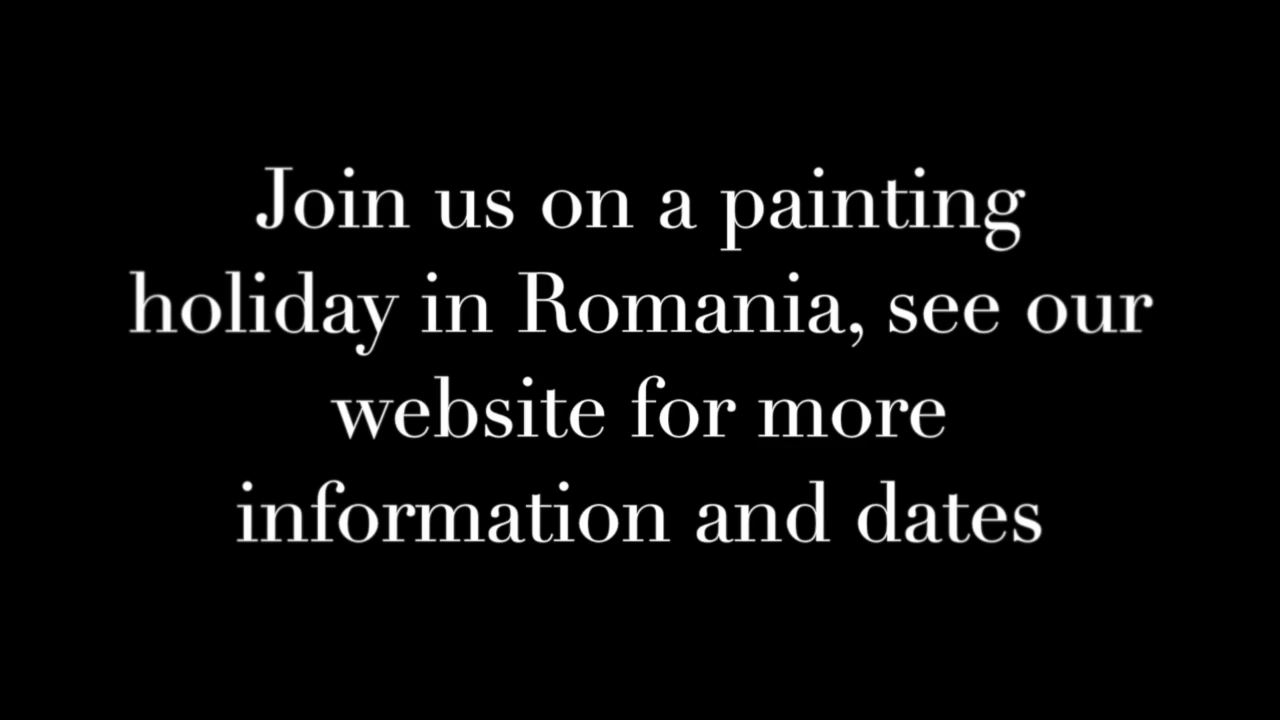 Join us on a painting
holiday in Romania, see our
website for more
information and dates